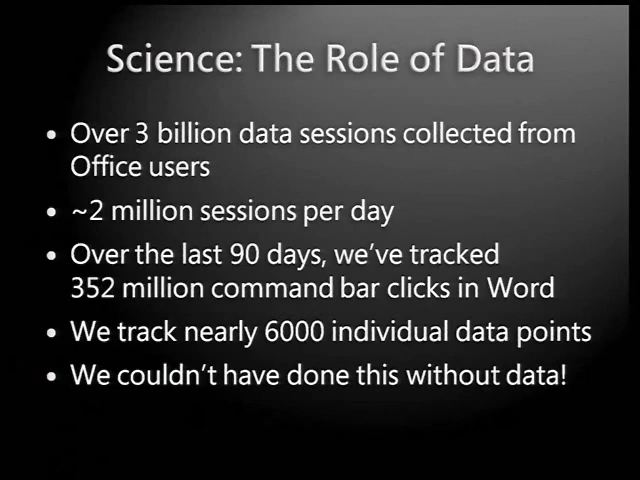 Science: The Role of Data
• Over 3 billion data sessions collected from
Office users
• ~2 million sessions per day
• Over the last 90 days, we've tracked
352 million command bar clicks in Word
• We track nearly 6000 individual data points
• We couldn't have done this without data!